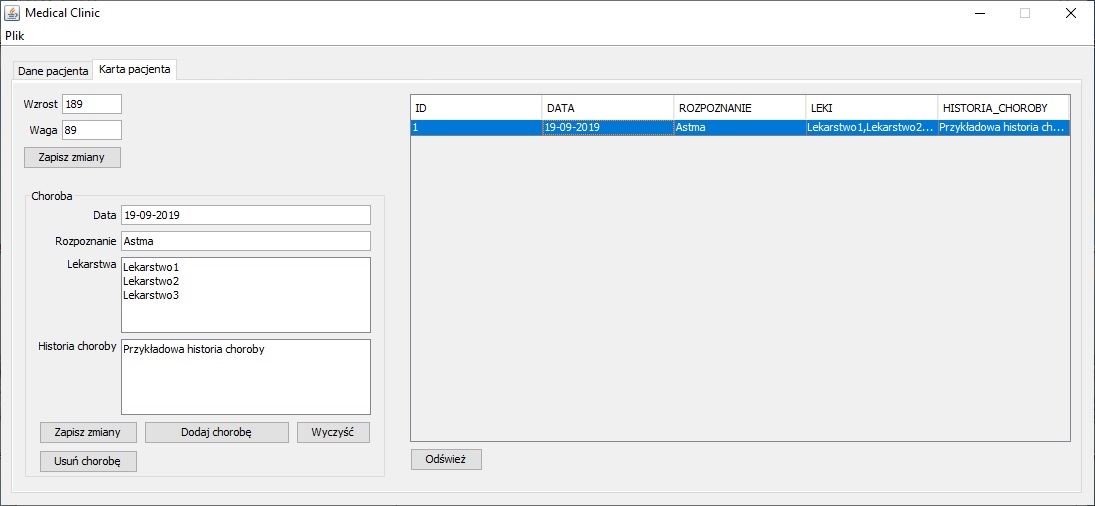 Medical Clinic
Plik
Dane pacjenta Karta pacjenta
Wzrost 189
Waga 89
Zapisz zmiany
Choroba
Data 19-09-2019
Rozpoznanie Astma
Lekarstwa Lekarstwo1
Lekarstwo2
Lekarstwo3
Historia choroby Przykładowa historia choroby
Zapisz zmiany Dodaj chorobę Wyczyść
Usuń chorobę
ID DATA ROZPOZNANIE LEKI HISTORIA_CHOROBY
1 19-09-2019 Astma Lekarstwo1,Lekarstwo2... Przykładowa historia ch...
Odśwież